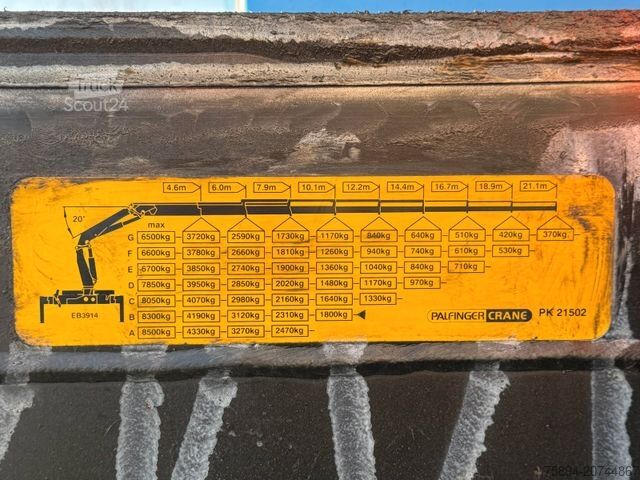 Truck
Scout24
4.6m 6.0m 7.9m 10.1m 12.2m 14.4m 16.7m 18.9m 21.1m
20°
max
G 6500kg 3720kg 2590kg 1730kg 1170kg 840kg 640kg 510kg 420kg 370kg
F 6600kg 3780kg 2660kg 1810kg 1260kg 940kg 740kg 610kg 530kg
E 6700kg 3850kg 2740kg 1900kg 1360kg 1040kg 840kg 710kg
D 7850kg 3950kg 2850kg 2020kg 1480kg 1170kg 970kg
C 8050kg 4070kg 2980kg 2160kg 1640kg 1330kg
B 8300kg 4190kg 3120kg 2310kg 1800kg
A 8500kg 4330kg 3270kg 2470kg
EB3914
PALFINGER CRANE PK 21502
75894-20744867